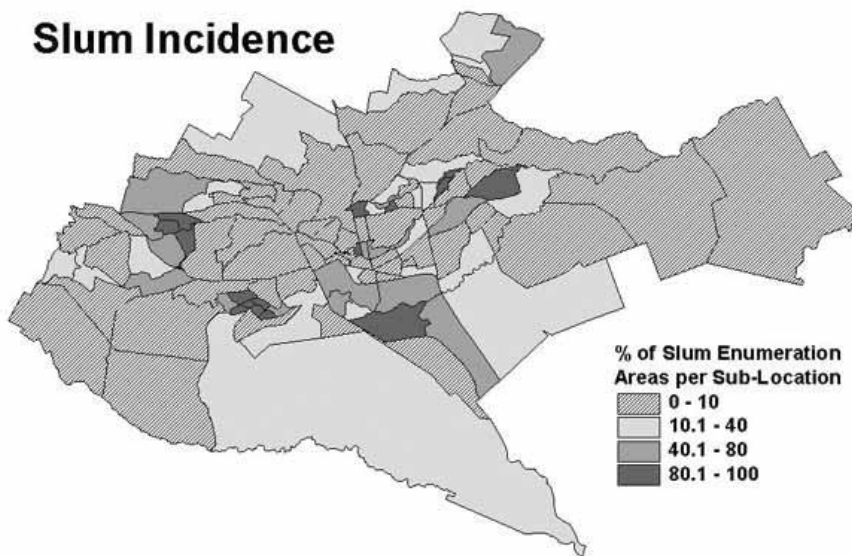 Slum Incidence
% of Slum Enumeration
Areas per Sub-Location
0 - 10
10.1 - 40
40.1 - 80
80.1 - 100